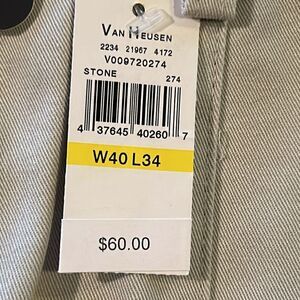 VAN HEUSEN
2234 21967 4172
V009720274
STONE 274
4 37645 40260 7
W40 L34
$60.00